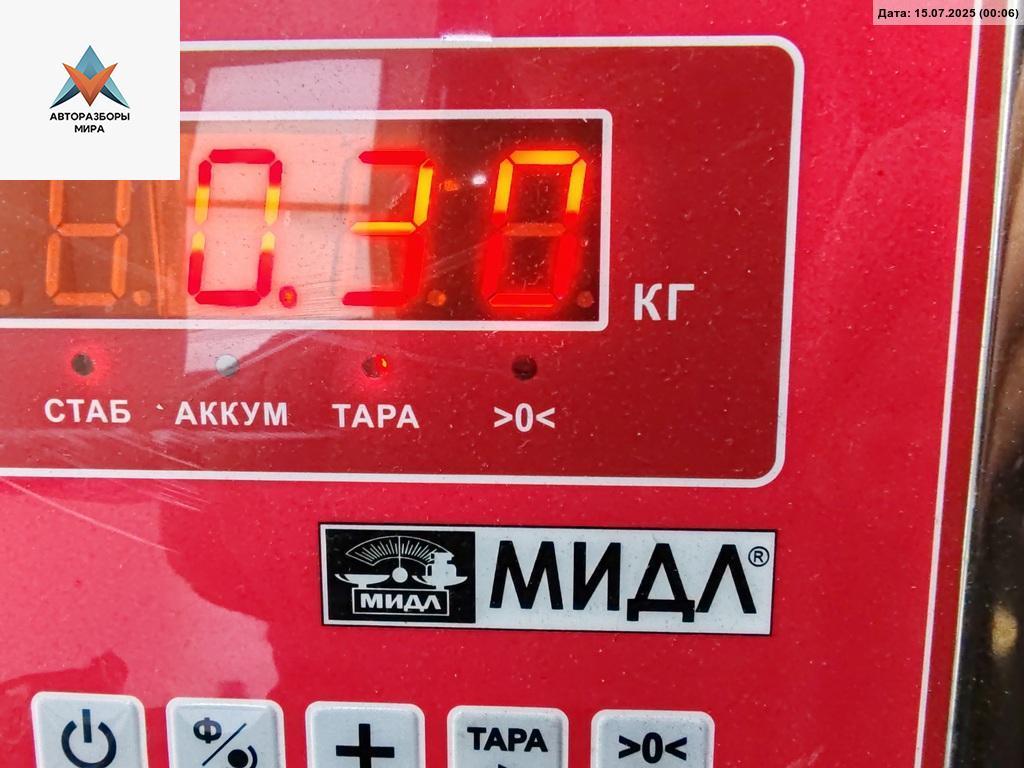 Дата: 15.07.2025 (00:06)
АВТОРАЗБОРЫ
МИРА
0.30
КГ
СТАБ АККУМ ТАРА >0<
МИДЛ МИДЛ®
Ф ТАРА >0<